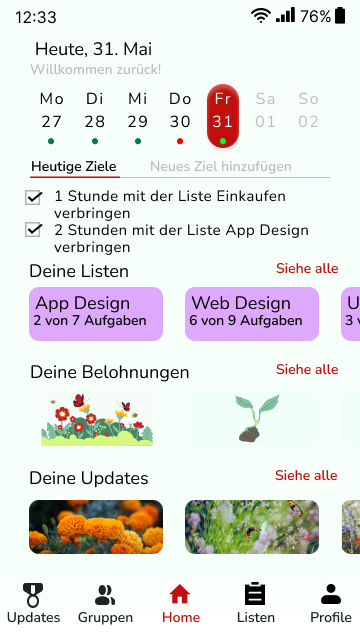 12:33 76%
Heute, 31. Mai
Willkommen zurück!
Mo Di Mi Do Fr Sa So
27 28 29 30 31 01 02
Heutige Ziele Neues Ziel hinzufügen
1 Stunde mit der Liste Einkaufen
verbringen
2 Stunden mit der Liste App Design
verbringen
Deine Listen Siehe alle
App Design Web Design U
2 von 7 Aufgaben 6 von 9 Aufgaben 3
Deine Belohnungen Siehe alle
Deine Updates Siehe alle
Updates Gruppen Home Listen Profile